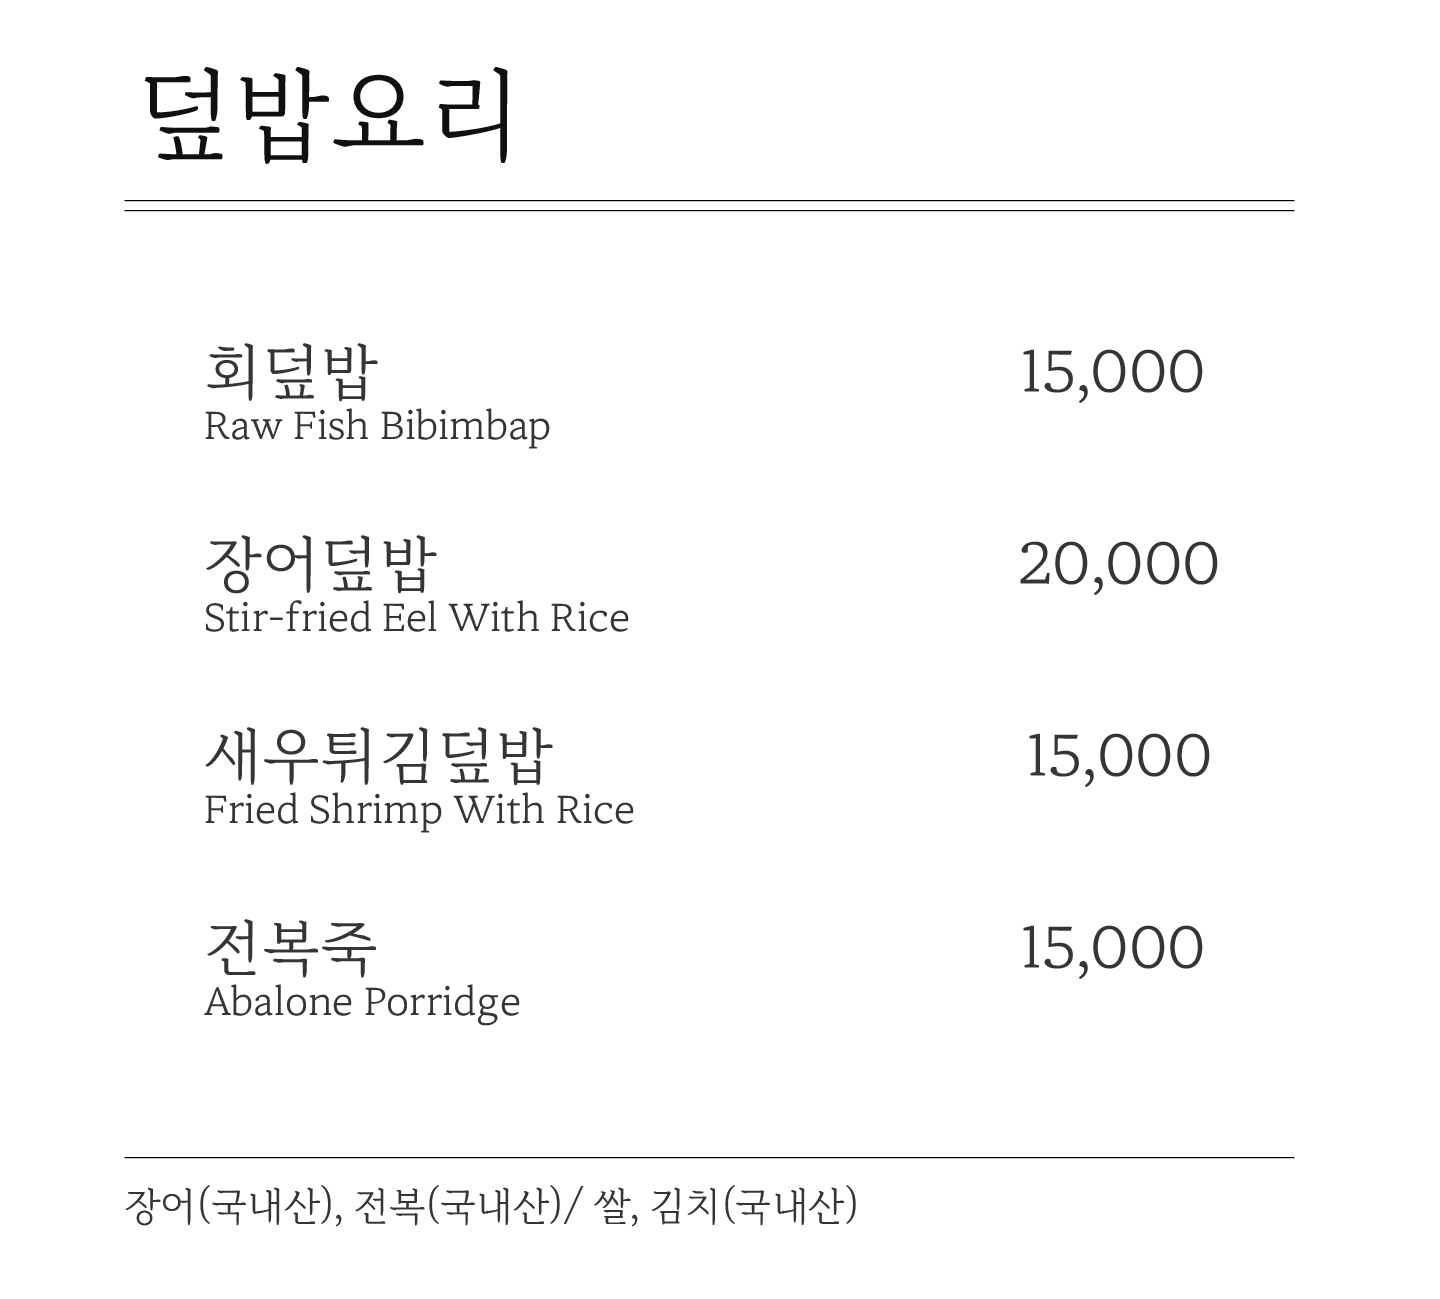 덮밥요리
회덮밥 15,000
Raw Fish Bibimbap
장어덮밥 20,000
Stir-fried Eel With Rice
새우튀김덮밥 15,000
Fried Shrimp With Rice
전복죽 15,000
Abalone Porridge
장어(국내산), 전복(국내산)/ 쌀, 김치(국내산)